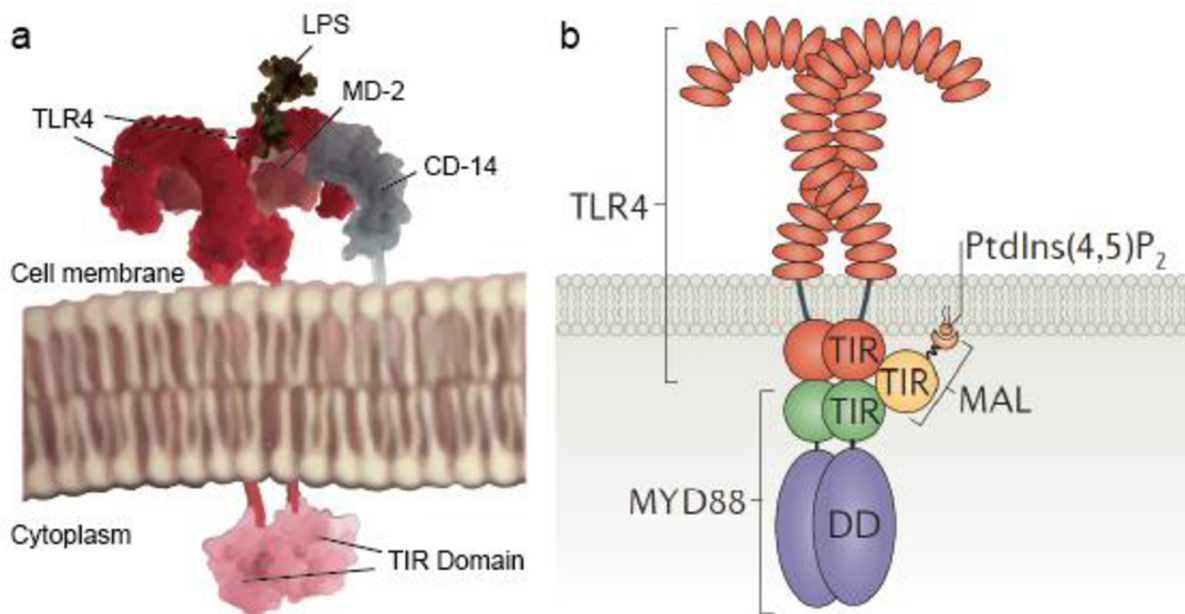 a
LPS
MD-2
TLR4
CD-14
Cell membrane
Cytoplasm
TIR Domain
b
TLR4
PtdIns(4,5)P₂
TIR
TIR
MAL
TIR
MYD88
DD